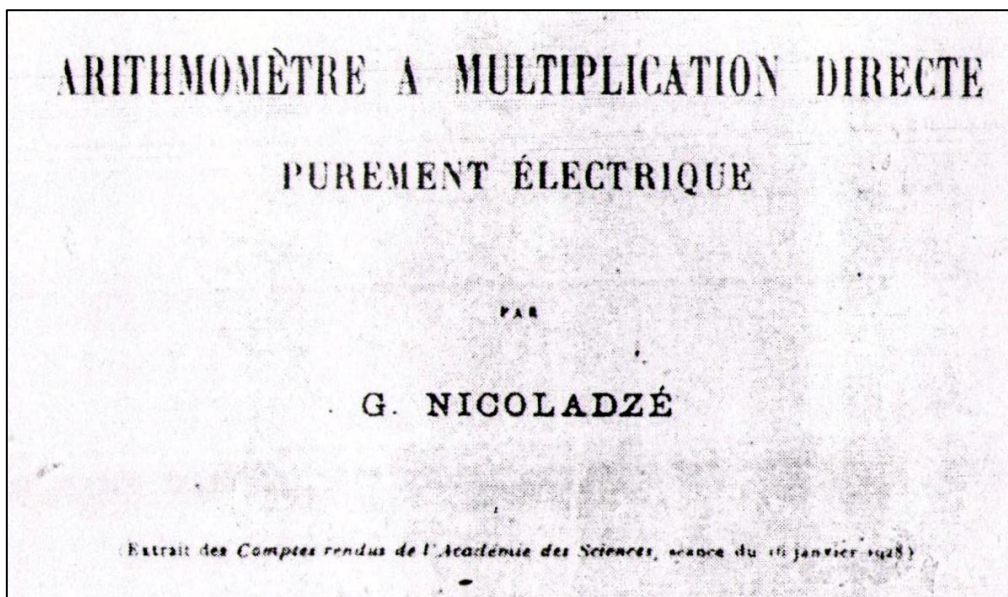 ARITHMOMÈTRE A MULTIPLICATION DIRECTE
PUREMENT ÉLECTRIQUE
PAR
G. NICOLADZÉ
(Extrait des Comptes rendus de l'Académie des Sciences, séance du 16 janvier 1928)